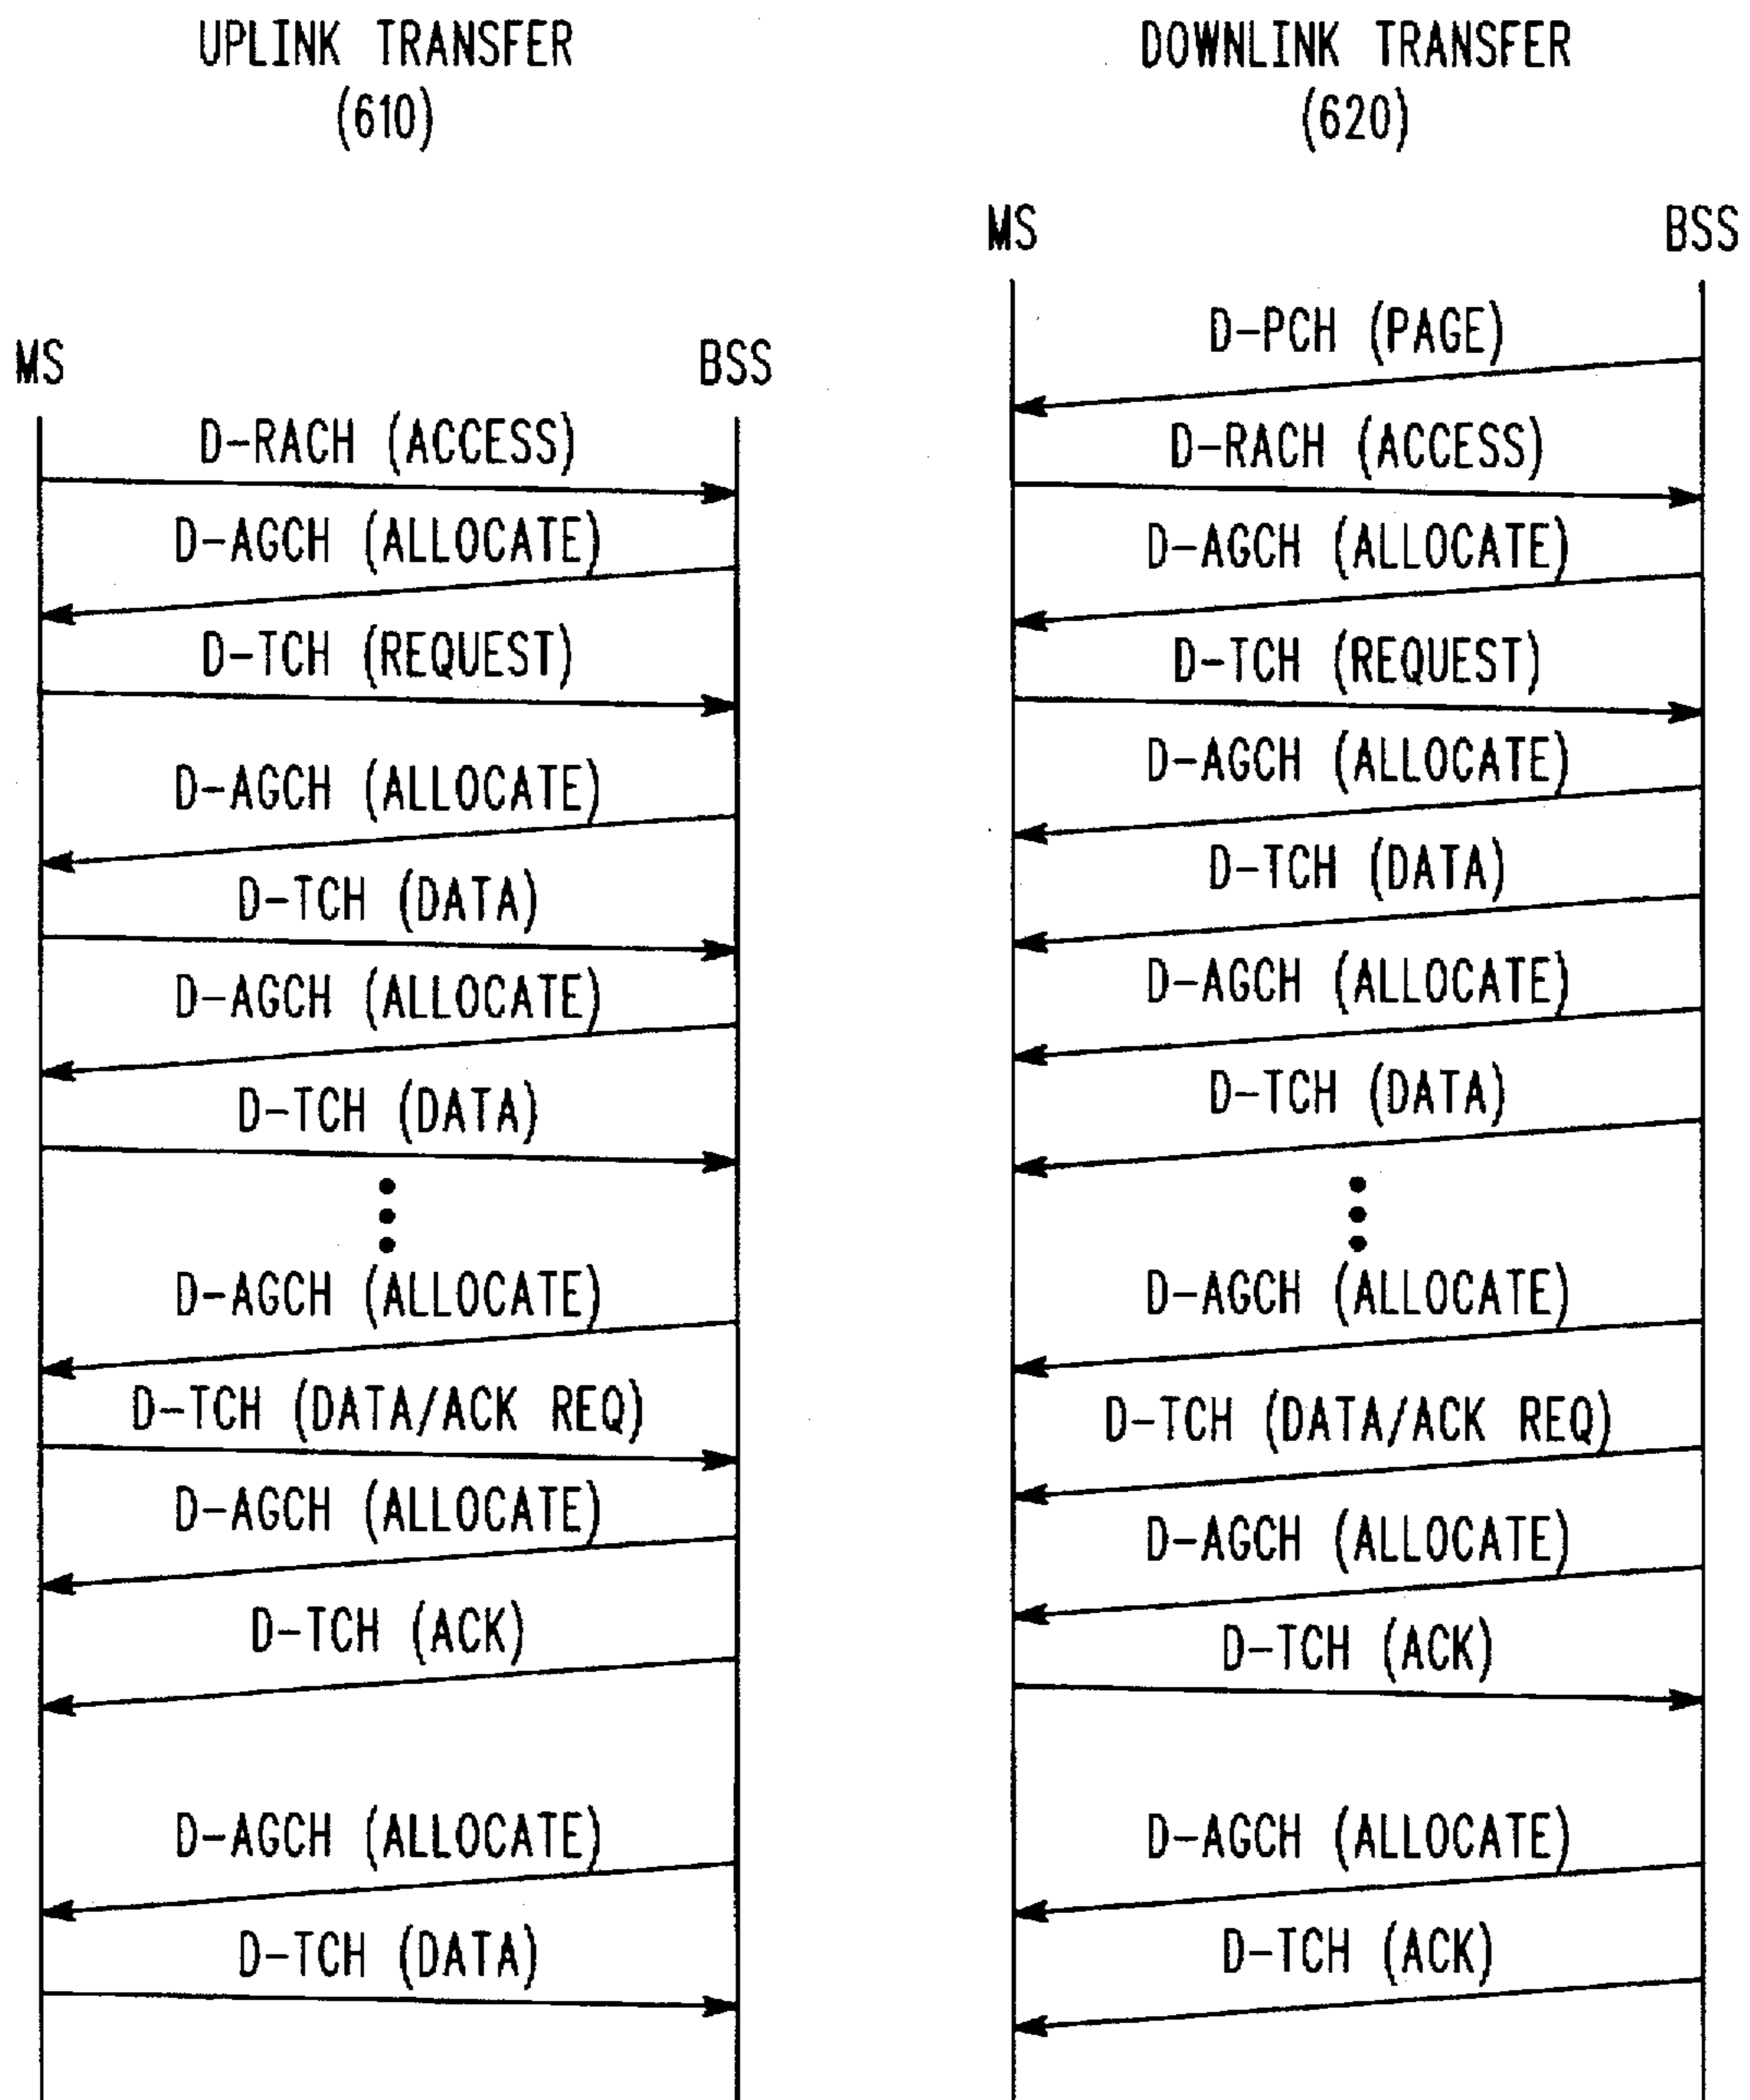 UPLINK TRANSFER
(610)
MS
BSS
D-RACH (ACCESS)
D-AGCH (ALLOCATE)
D-TCH (REQUEST)
D-AGCH (ALLOCATE)
D-TCH (DATA)
D-AGCH (ALLOCATE)
D-TCH (DATA)
D-AGCH (ALLOCATE)
D-TCH (DATA/ACK REQ)
D-AGCH (ALLOCATE)
D-TCH (ACK)
D-AGCH (ALLOCATE)
D-TCH (DATA)
DOWNLINK TRANSFER
(620)
MS
BSS
D-PCH (PAGE)
D-RACH (ACCESS)
D-AGCH (ALLOCATE)
D-TCH (REQUEST)
D-AGCH (ALLOCATE)
D-TCH (DATA)
D-AGCH (ALLOCATE)
D-TCH (DATA)
D-AGCH (ALLOCATE)
D-TCH (DATA/ACK REQ)
D-AGCH (ALLOCATE)
D-TCH (ACK)
D-AGCH (ALLOCATE)
D-TCH (ACK)